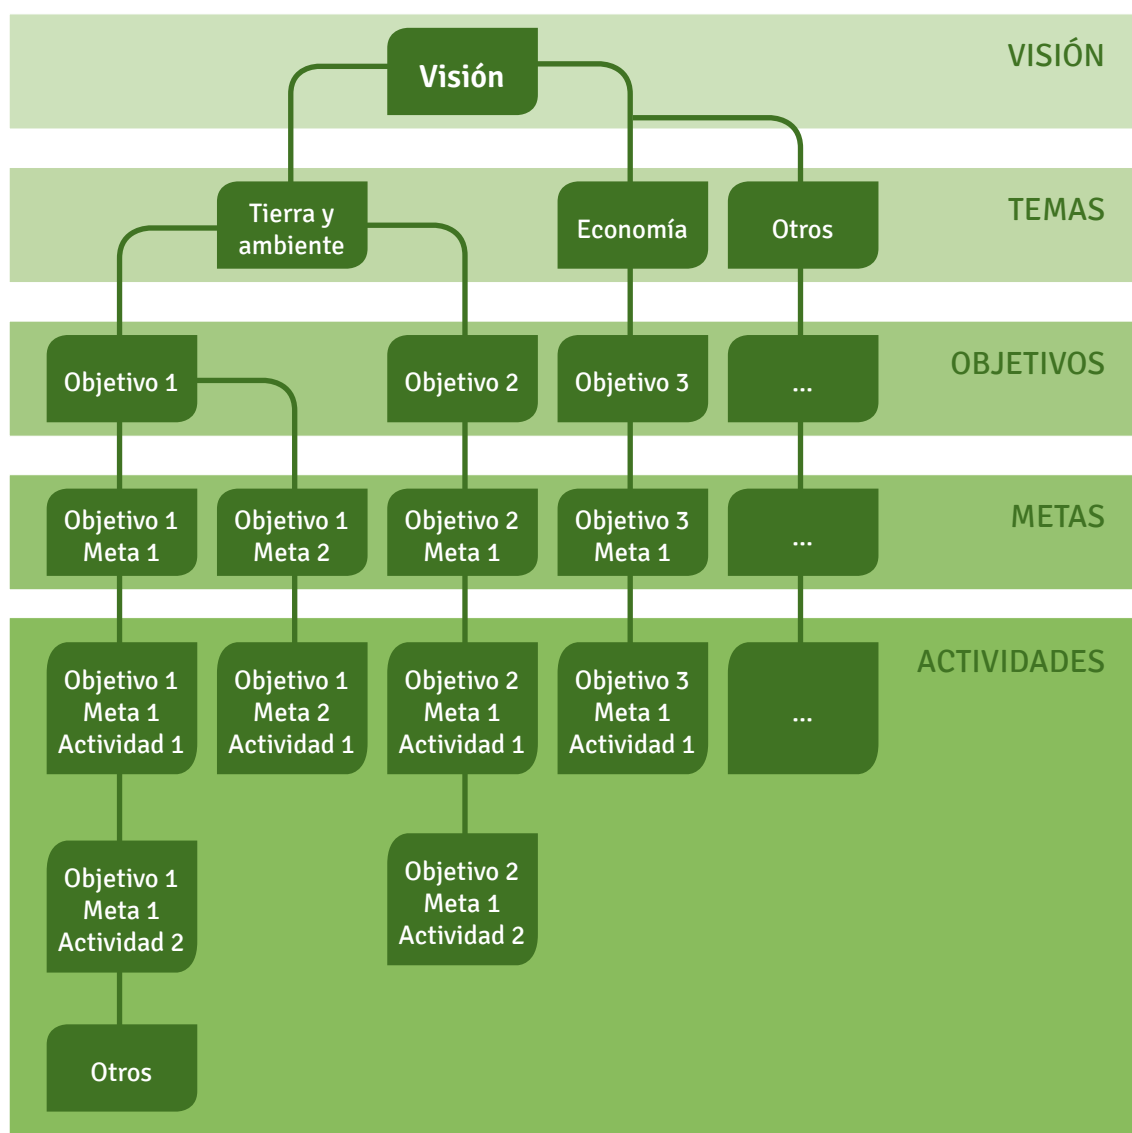 VISIÓN
Visión
TEMAS
Tierra y
ambiente
Economía
Otros
OBJETIVOS
Objetivo 1
Objetivo 2
Objetivo 3
...
METAS
Objetivo 1
Meta 1
Objetivo 1
Meta 2
Objetivo 2
Meta 1
Objetivo 3
Meta 1
...
ACTIVIDADES
Objetivo 1
Meta 1
Actividad 1
Objetivo 1
Meta 2
Actividad 1
Objetivo 2
Meta 1
Actividad 1
Objetivo 3
Meta 1
Actividad 1
...
Objetivo 1
Meta 1
Actividad 2
Objetivo 2
Meta 1
Actividad 2
Otros